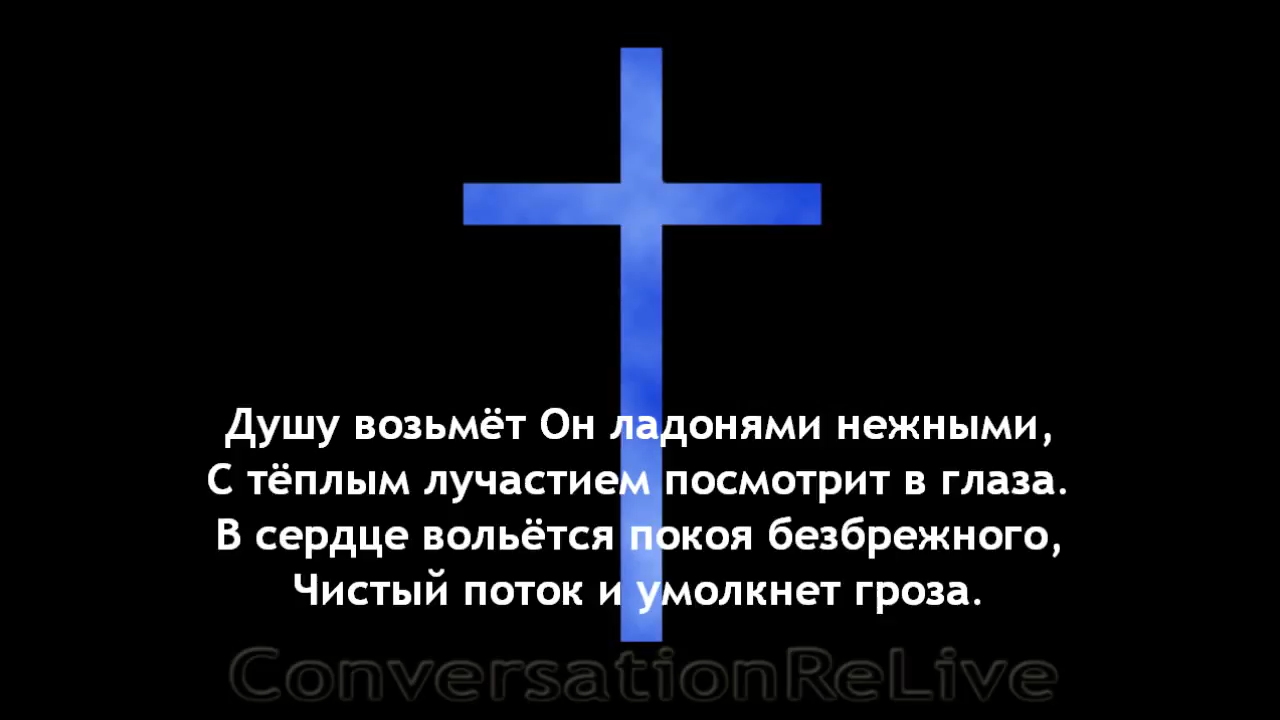 Душу возьмёт Он ладонями нежными,
С тёплым лучастием посмотрит в глаза.
В сердце вольётся покоя безбрежного,
Чистый поток и умолкнет гроза.
ConversationReLive